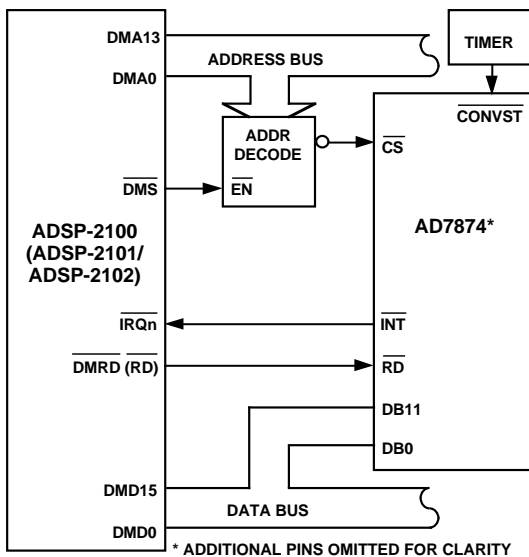 DMA13
TIMER
ADDRESS BUS
DMA0
CONVST
ADDR
DECODE
CS
DMS
EN
ADSP-2100
(ADSP-2101/
ADSP-2102)
AD7874*
IRQn
INT
DMRD (RD)
RD
DB11
DB0
DMD15
DATA BUS
DMD0
* ADDITIONAL PINS OMITTED FOR CLARITY